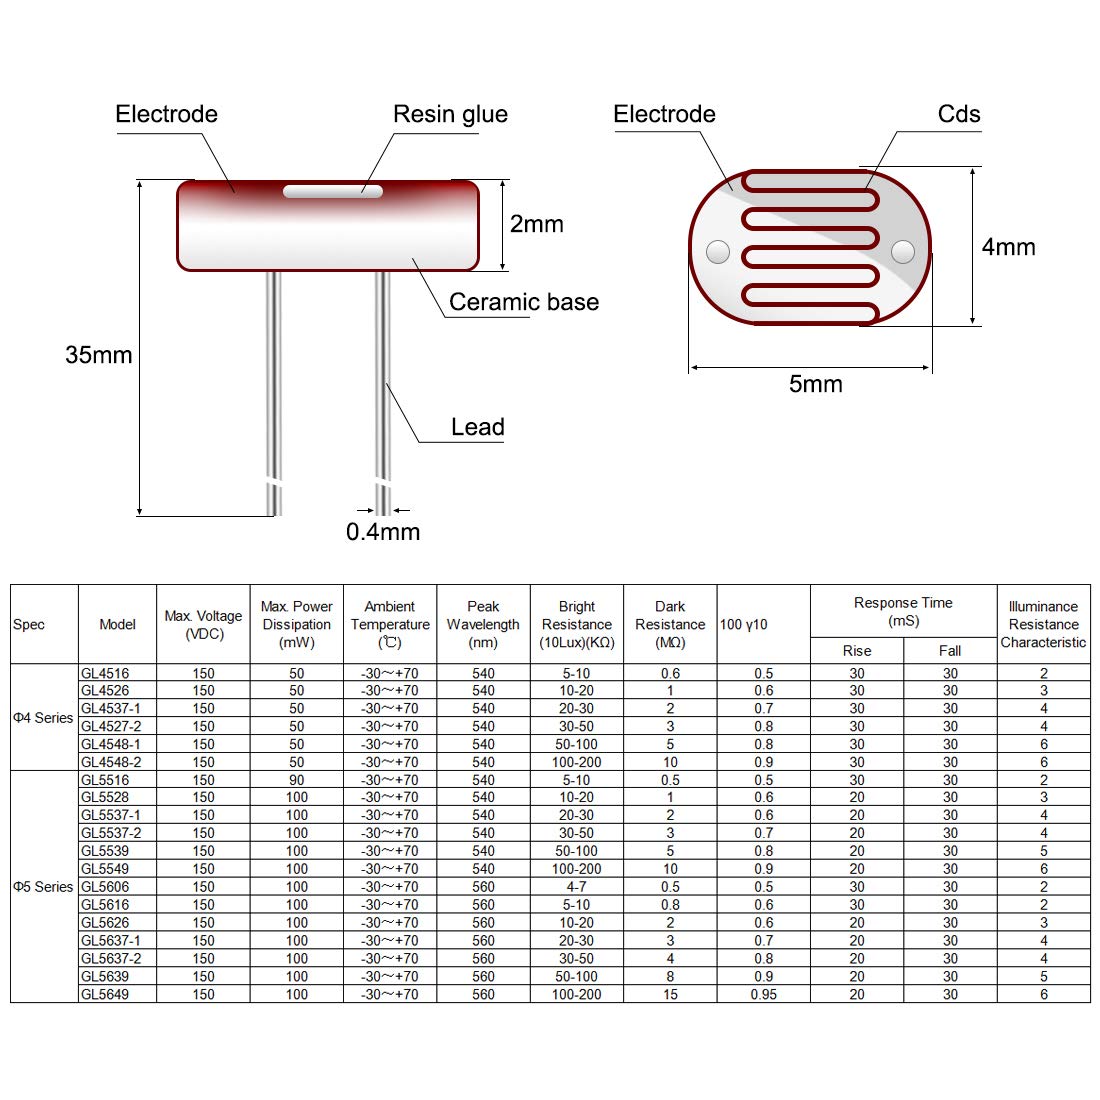 Electrode
Resin glue
Electrode
Cds
2mm
4mm
Ceramic base
35mm
5mm
Lead
0.4mm
Spec Model Max. Voltage (VDC) Max. Power Dissipation (mW) Ambient Temperature (℃) Peak Wavelength (nm) Bright Resistance (10Lux)(KΩ) Dark Resistance (MΩ) 100 γ10 Response Time (mS) Rise Fall Illuminance Resistance Characteristic
Φ4 Series
GL4516 150 50 -30~+70 540 5-10 0.6 0.5 30 30 2
GL4526 150 50 -30~+70 540 10-20 1 0.6 30 30 3
GL4537-1 150 50 -30~+70 540 20-30 2 0.7 30 30 4
GL4527-2 150 50 -30~+70 540 30-50 3 0.8 30 30 4
GL4548-1 150 50 -30~+70 540 50-100 5 0.8 30 30 6
GL4548-2 150 50 -30~+70 540 100-200 10 0.9 30 30 6
Φ5 Series
GL5516 150 90 -30~+70 540 5-10 0.5 0.5 30 30 2
GL5528 150 100 -30~+70 540 10-20 1 0.6 20 30 3
GL5537-1 150 100 -30~+70 540 20-30 2 0.6 20 30 4
GL5537-2 150 100 -30~+70 540 30-50 3 0.7 20 30 4
GL5539 150 100 -30~+70 540 50-100 5 0.8 20 30 5
GL5549 150 100 -30~+70 540 100-200 10 0.9 20 30 6
GL5606 150 100 -30~+70 560 4-7 0.5 0.5 30 30 2
GL5616 150 100 -30~+70 560 5-10 0.8 0.6 20 30 2
GL5626 150 100 -30~+70 560 10-20 2 0.6 20 30 3
GL5637-1 150 100 -30~+70 560 20-30 3 0.7 20 30 4
GL5637-2 150 100 -30~+70 560 30-50 4 0.8 20 30 4
GL5639 150 100 -30~+70 560 50-100 8 0.9 20 30 5
GL5649 150 100 -30~+70 560 100-200 15 0.95 20 30 6